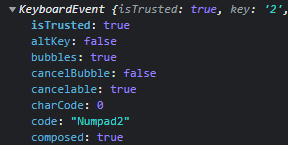 ▼KeyboardEvent {isTrusted: true, key: '2',
isTrusted: true
altKey: false
bubbles: true
cancelBubble: false
cancelable: true
charCode: 0
code: "Numpad2"
composed: true